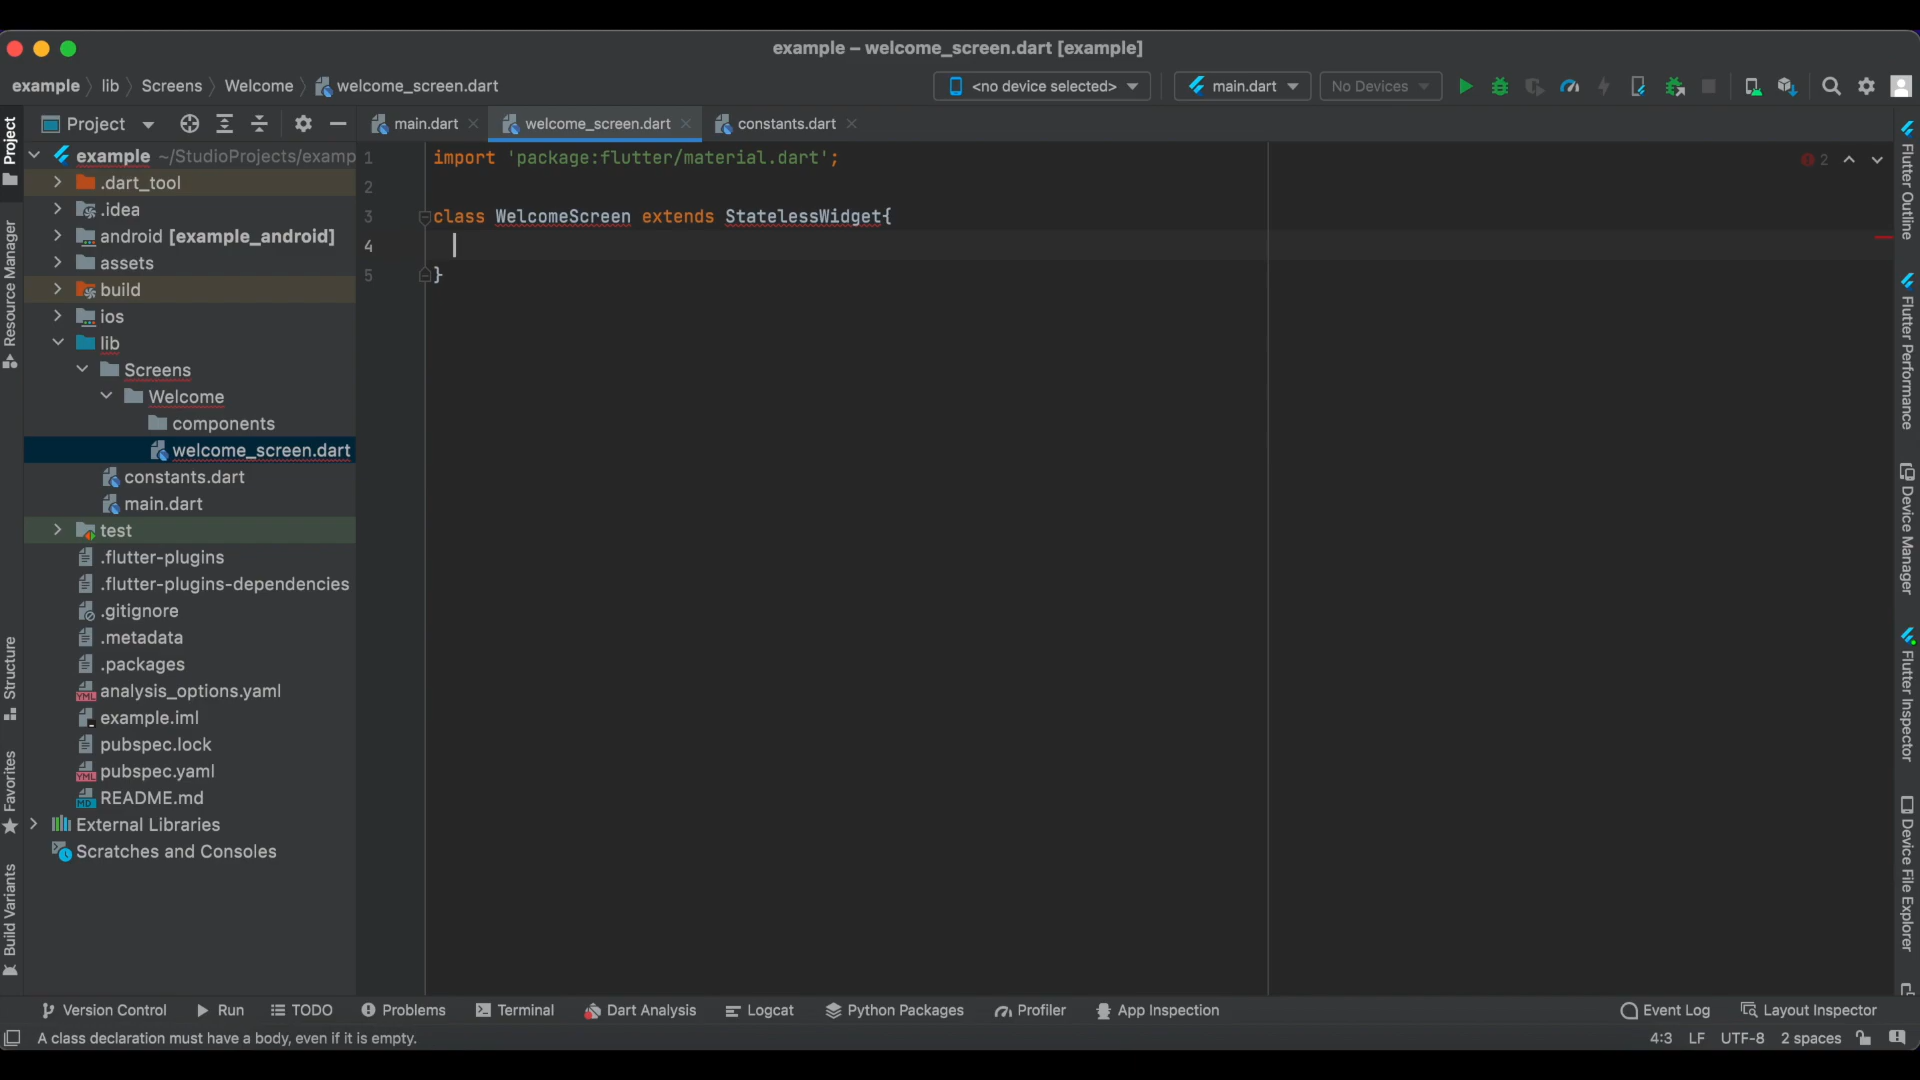 example – welcome_screen.dart [example]
example lib Screens Welcome welcome_screen.dart
<no device selected> main.dart No Devices
Project
main.dart welcome_screen.dart constants.dart
example ~/StudioProjects/examp
.dart_tool
.idea
android [example_android]
assets
build
ios
lib
Screens
Welcome
components
welcome_screen.dart
constants.dart
main.dart
test
.flutter-plugins
.flutter-plugins-dependencies
.gitignore
.metadata
.packages
analysis_options.yaml
example.iml
pubspec.lock
pubspec.yaml
README.md
External Libraries
Scratches and Consoles
1 import 'package:flutter/material.dart';
2
3 class WelcomeScreen extends StatelessWidget{
4
5 }
2
Project
Resource Manager
Structure
Favorites
Build Variants
Flutter Outline
Flutter Performance
Device Manager
Flutter Inspector
Device File Explorer
Version Control Run TODO Problems Terminal Dart Analysis Logcat Python Packages Profiler App Inspection Event Log Layout Inspector
A class declaration must have a body, even if it is empty. 4:3 LF UTF-8 2 spaces